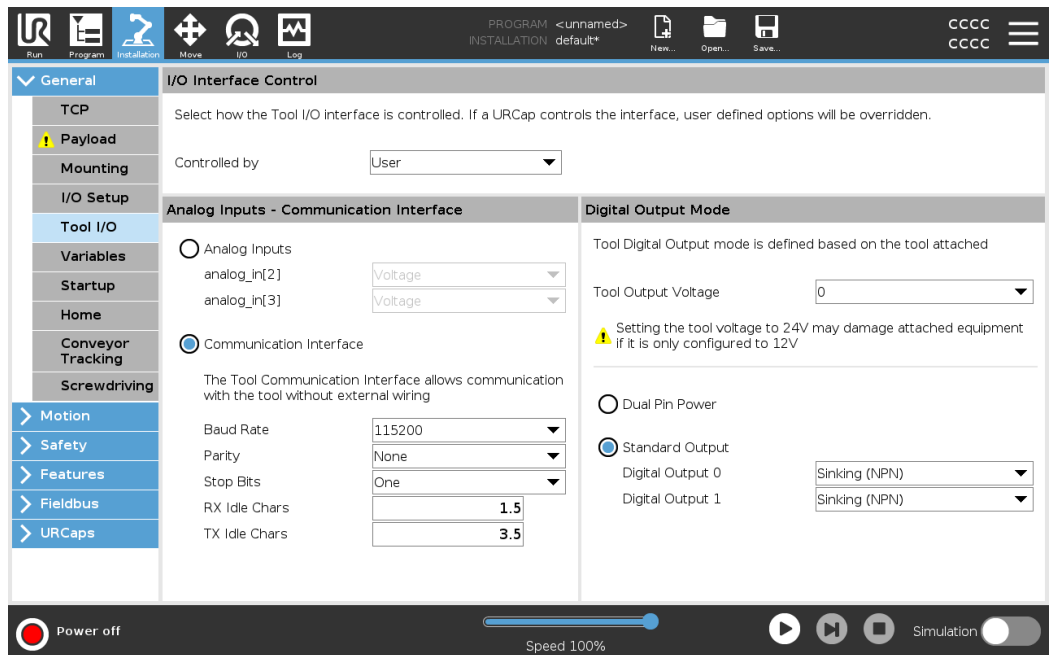 PROGRAM <unnamed>
INSTALLATION default*
CCCC
CCCC
UR
Run
Program
Installation
Move
I/O
Log
New...
Open...
Save...
General
TCP
Payload
Mounting
I/O Setup
Tool I/O
Variables
Startup
Home
Conveyor
Tracking
Screwdriving
Motion
Safety
Features
Fieldbus
URCaps
I/O Interface Control
Select how the Tool I/O interface is controlled. If a URCap controls the interface, user defined options will be overridden.
Controlled by User
Analog Inputs - Communication Interface
Analog Inputs
analog_in[2] Voltage
analog_in[3] Voltage
Communication Interface
The Tool Communication Interface allows communication
with the tool without external wiring
Baud Rate 115200
Parity None
Stop Bits One
RX Idle Chars 1.5
TX Idle Chars 3.5
Digital Output Mode
Tool Digital Output mode is defined based on the tool attached
Tool Output Voltage 0
Setting the tool voltage to 24V may damage attached equipment
if it is only configured to 12V
Dual Pin Power
Standard Output
Digital Output 0 Sinking (NPN)
Digital Output 1 Sinking (NPN)
Power off
Speed 100%
Simulation